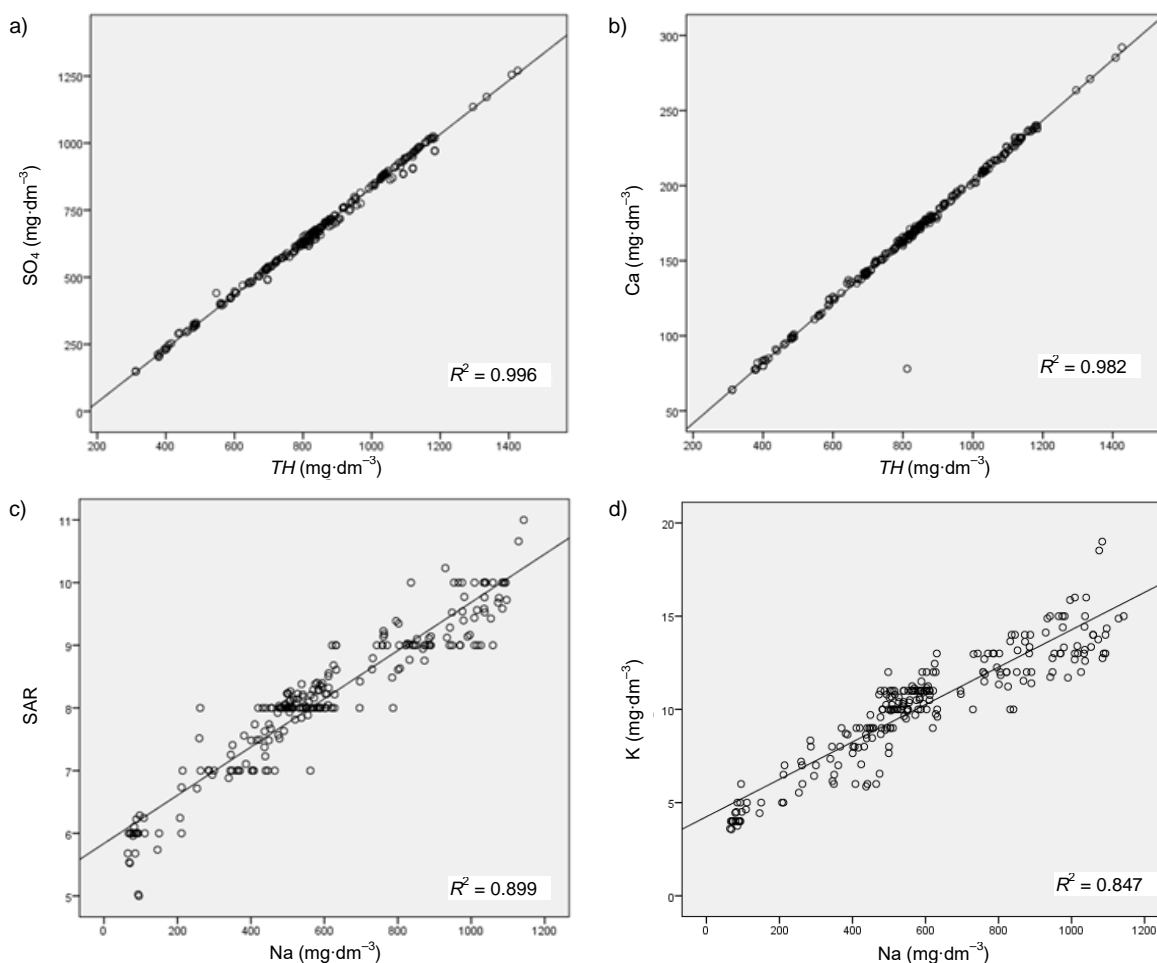 a)
SO₄ (mg·dm⁻³)
1250
1000
750
500
250
0
R² = 0.996
200 400 600 800 1000 1200 1400
TH (mg·dm⁻³)
b)
Ca (mg·dm⁻³)
300
250
200
150
100
50
R² = 0.982
200 400 600 800 1000 1200 1400
TH (mg·dm⁻³)
c)
SAR
11
10
9
8
7
6
5
R² = 0.899
0 200 400 600 800 1000 1200
Na (mg·dm⁻³)
d)
K (mg·dm⁻³)
20
15
10
5
0
R² = 0.847
0 200 400 600 800 1000 1200
Na (mg·dm⁻³)